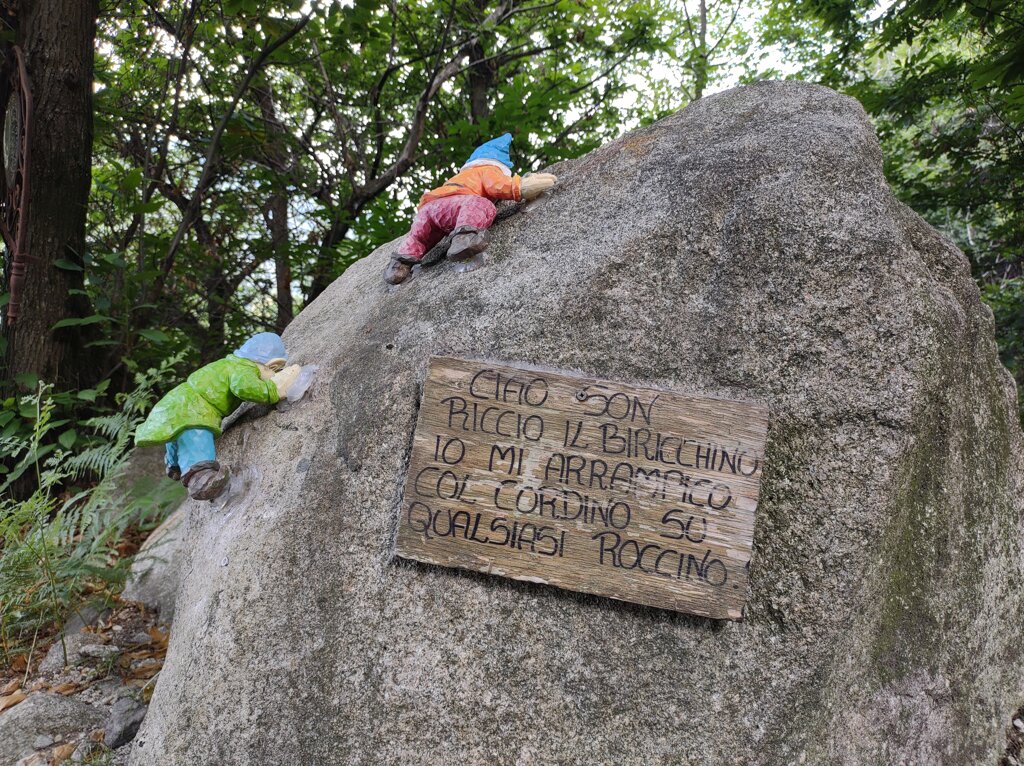 CIAO SON
RICCIO IL BIRICCHINO
IO MI ARRAMPICO
COL CORDINO SU
QUALSIASI ROCCINO.